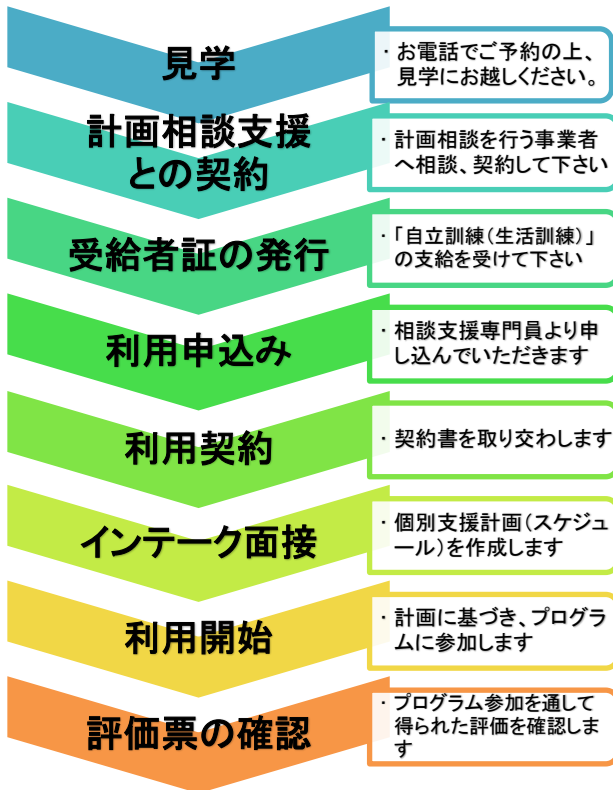 見学
・お電話でご予約の上、
見学にお越しください。
計画相談支援
との契約
・計画相談を行う事業者
へ相談、契約して下さい
受給者証の発行
・「自立訓練(生活訓練)」
の支給を受けて下さい
利用申込み
・相談支援専門員より申
し込んでいただきます
利用契約
・契約書を取り交わします
インテーク面接
・個別支援計画(スケジュ
ール)を作成します
利用開始
・計画に基づき、プログラ
ムに参加します
評価票の確認
・プログラム参加を通して
得られた評価を確認しま
す